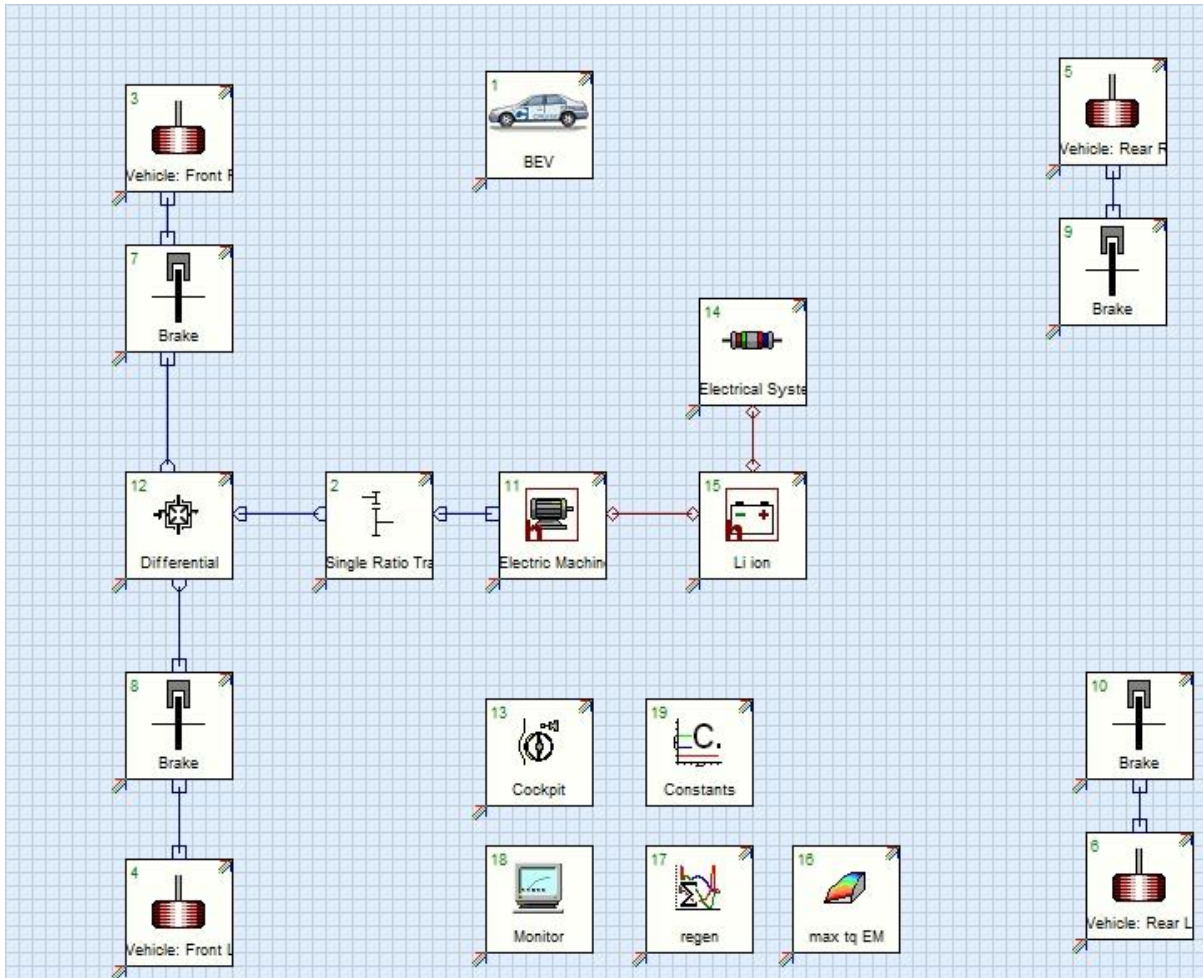 3
Vehicle: Front R
1
BEV
5
Vehicle: Rear R
7
Brake
9
Brake
14
Electrical Syste
12
Differential
2
Single Ratio Tra
11
Electric Machin
h
15
Li ion
h
8
Brake
13
Cockpit
19
C.
Constants
10
Brake
4
Vehicle: Front L
18
Monitor
17
Σ
regen
16
max tq EM
6
Vehicle: Rear L